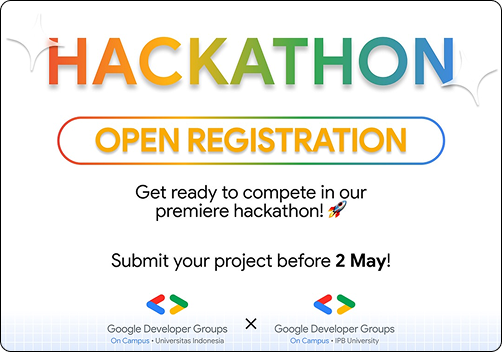 HACKATHON
OPEN REGISTRATION
Get ready to compete in our
premiere hackathon! 🚀
Submit your project before 2 May!
Google Developer Groups
On Campus • Universitas Indonesia
×
Google Developer Groups
On Campus • IPB University